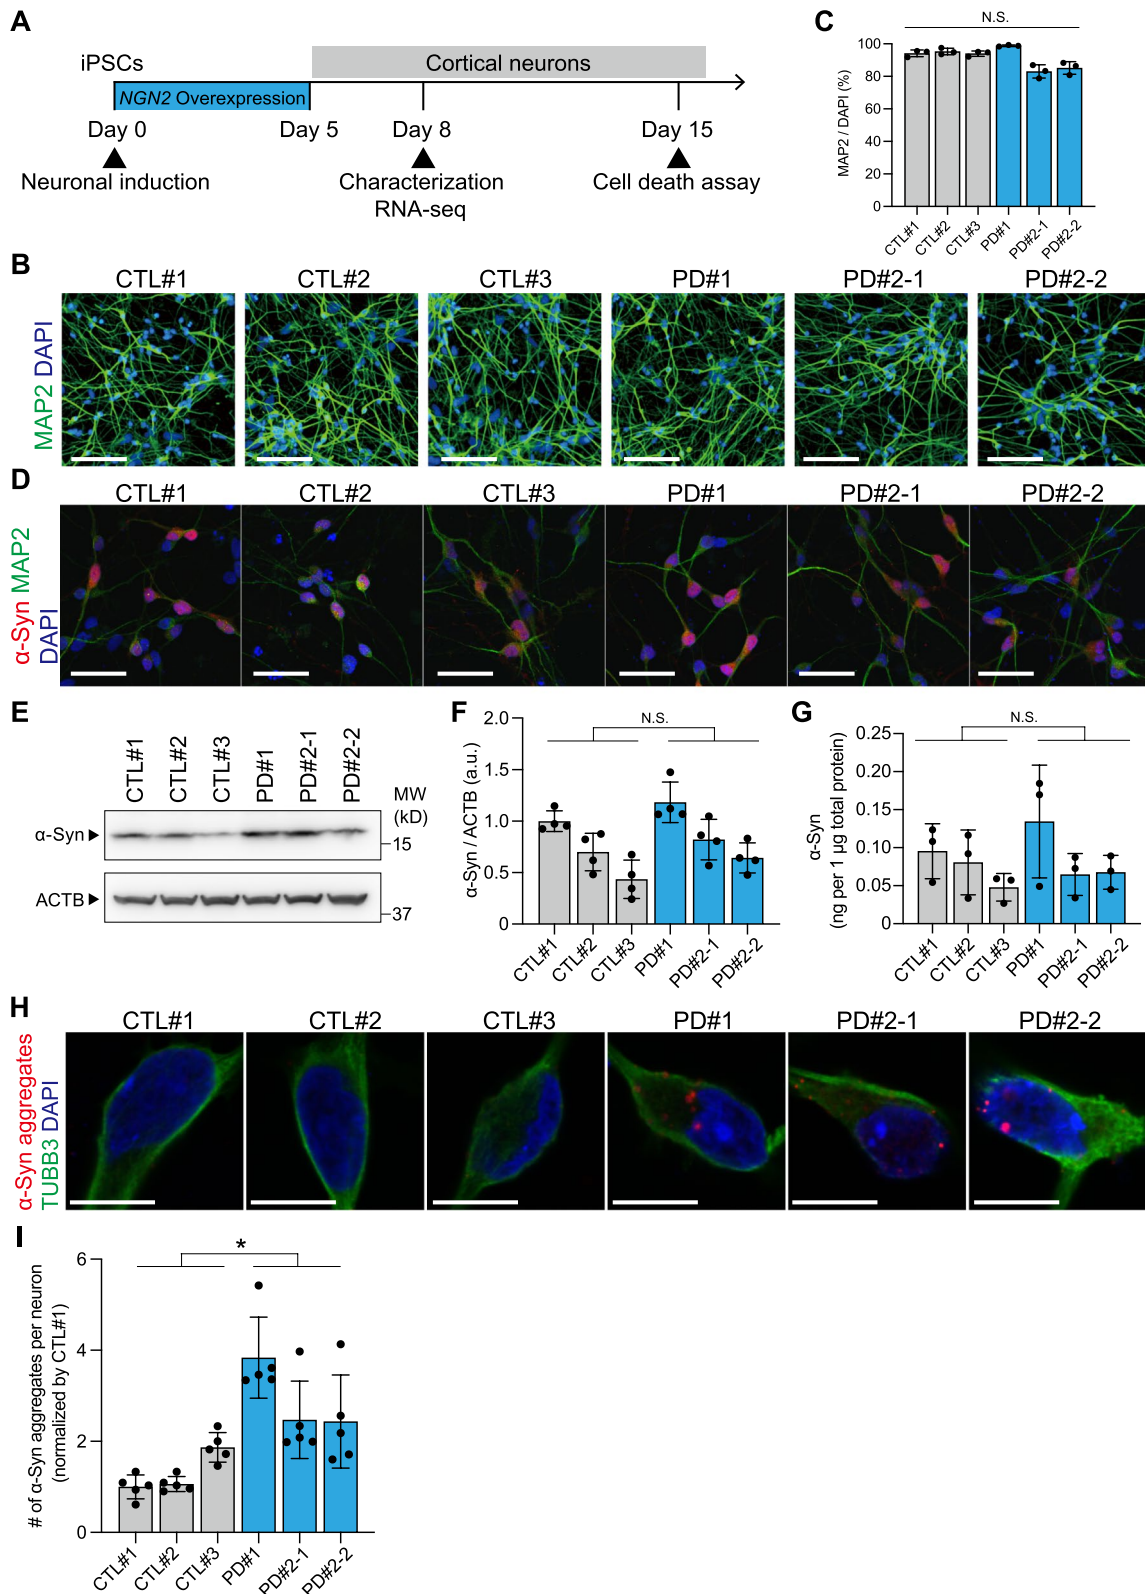 A
iPSCs
Cortical neurons
NGN2 Overexpression
Day 0
Day 5
Day 8
Day 15
Neuronal induction
Characterization
RNA-seq
Cell death assay
C
N.S.
MAP2 / DAPI (%)
100
80
60
40
20
0
CTL#1
CTL#2
CTL#3
PD#1
PD#2-1
PD#2-2
B
CTL#1
CTL#2
CTL#3
PD#1
PD#2-1
PD#2-2
MAP2 DAPI
D
CTL#1
CTL#2
CTL#3
PD#1
PD#2-1
PD#2-2
α-Syn MAP2
DAPI
E
CTL#1
CTL#2
CTL#3
PD#1
PD#2-1
PD#2-2
MW
(kD)
α-Syn
15
ACTB
37
F
N.S.
α-Syn / ACTB (a.u.)
2.0
1.5
1.0
0.5
0
CTL#1
CTL#2
CTL#3
PD#1
PD#2-1
PD#2-2
G
N.S.
α-Syn
(ng per 1 µg total protein)
0.25
0.20
0.15
0.10
0.05
0
CTL#1
CTL#2
CTL#3
PD#1
PD#2-1
PD#2-2
H
CTL#1
CTL#2
CTL#3
PD#1
PD#2-1
PD#2-2
α-Syn aggregates
TUBB3 DAPI
I
*
# of α-Syn aggregates per neuron
(normalized by CTL#1)
6
4
2
0
CTL#1
CTL#2
CTL#3
PD#1
PD#2-1
PD#2-2